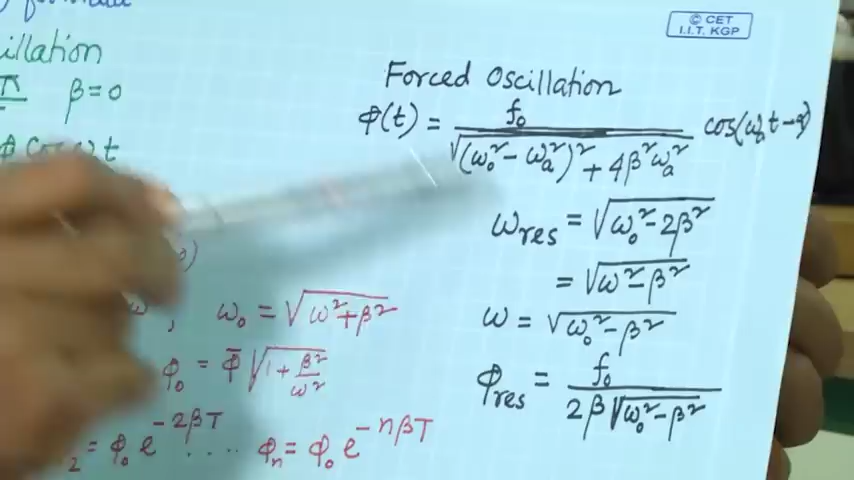 © CET
I.I.T. KGP
illation
β = 0
Forced Oscillation
φ(t) = f₀ / √((ω₀² - ωₐ²)² + 4β²ωₐ²) cos(ωₐt - )
ω_res = √(ω₀² - 2β²)
= √(ω² - β²)
ω = √(ω₀² - β²)
φ_res = f₀ / (2β√(ω₀² - β²))
ω, ω₀ = √(ω² + β²)
φ₀ = Φ̄ √(1 + β²/ω²)
₂ = φ₀ e^(-2βT) .... φₙ = φ₀ e^(-nβT)